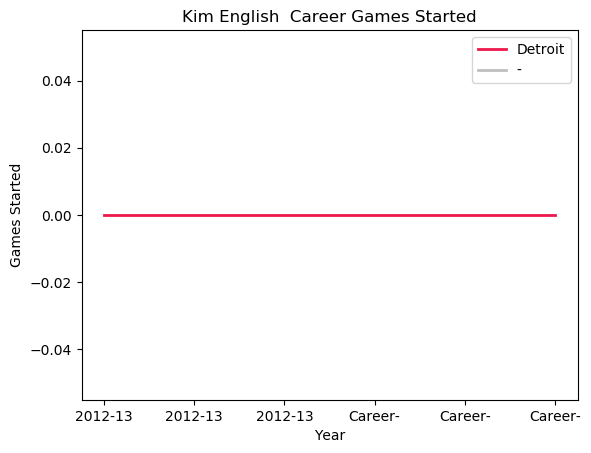 Kim English  Career Games Started
Detroit
-
0.04
0.02
0.00
−0.02
−0.04
Games Started
2012-13 2012-13 2012-13 Career- Career- Career-
Year